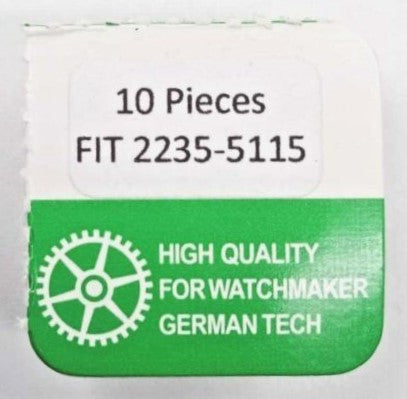 10 Pieces
FIT 2235-5115
HIGH QUALITY
FOR WATCHMAKER
GERMAN TECH